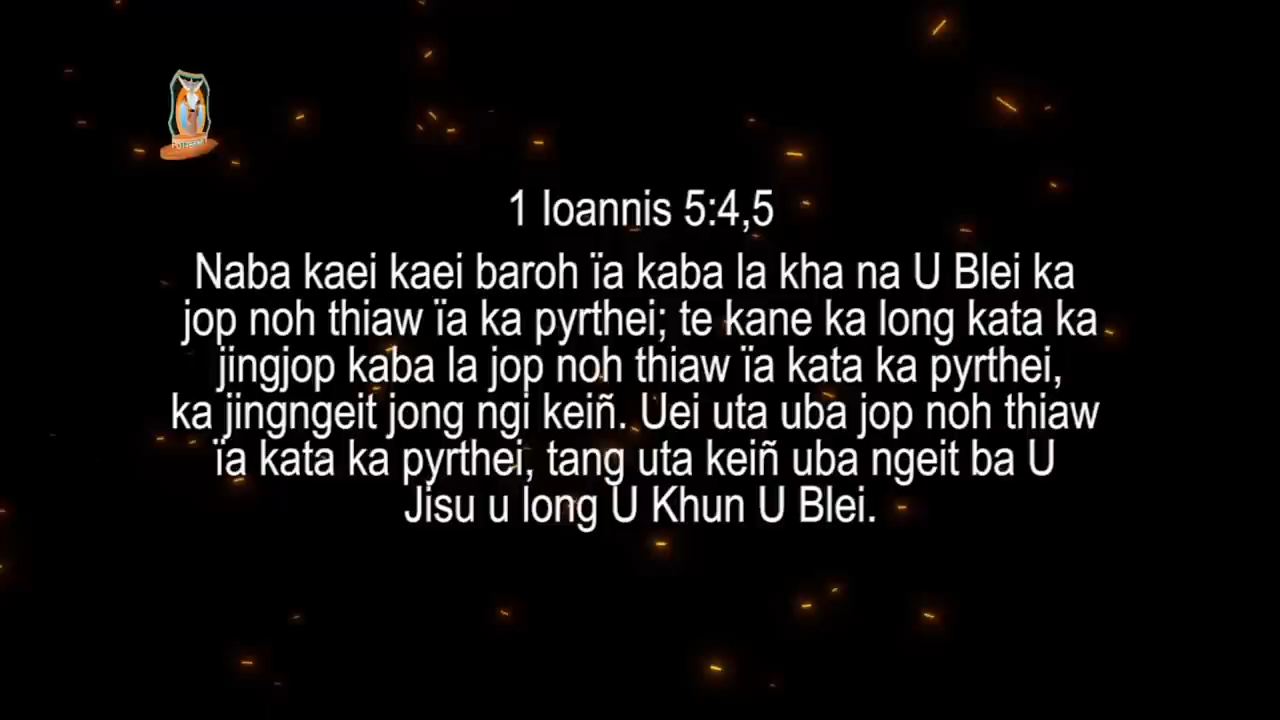 1 Ioannis 5:4,5
Naba kaei kaei baroh ïa kaba la kha na U Blei ka
jop noh thiaw ïa ka pyrthei; te kane ka long kata ka
jingjop kaba la jop noh thiaw ïa kata ka pyrthei,
ka jingngeit jong ngi keiñ. Uei uta uba jop noh thiaw
ïa kata ka pyrthei, tang uta keiñ uba ngeit ba U
Jisu u long U Khun U Blei.